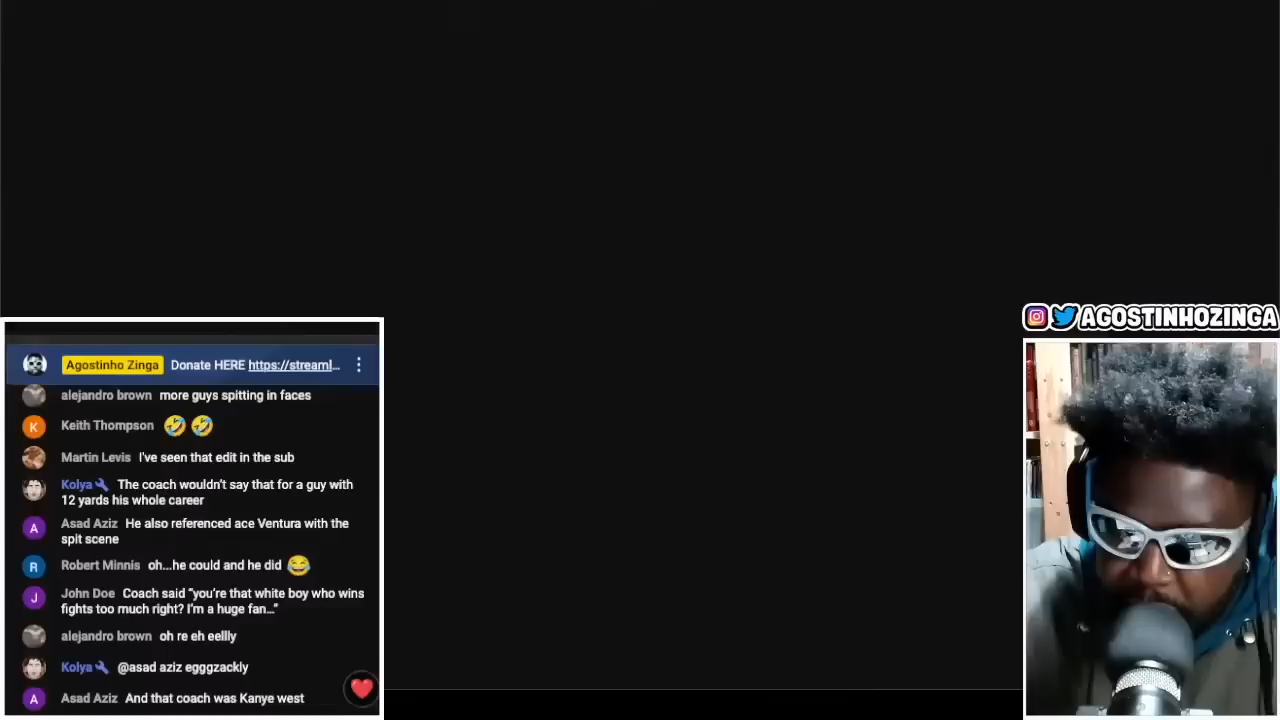 AGOSTINHOZINGA
Agostinho Zinga Donate HERE https://streaml...
alejandro brown more guys spitting in faces
K Keith Thompson 🤣🤣
Martin Levis I've seen that edit in the sub
Kolya The coach wouldn't say that for a guy with
12 yards his whole career
A Asad Aziz He also referenced ace Ventura with the
spit scene
R Robert Minnis oh...he could and he did 😂
J John Doe Coach said “you're that white boy who wins
fights too much right? I'm a huge fan...”
alejandro brown oh re eh eellly
Kolya @asad aziz egggzackly
A Asad Aziz And that coach was Kanye west